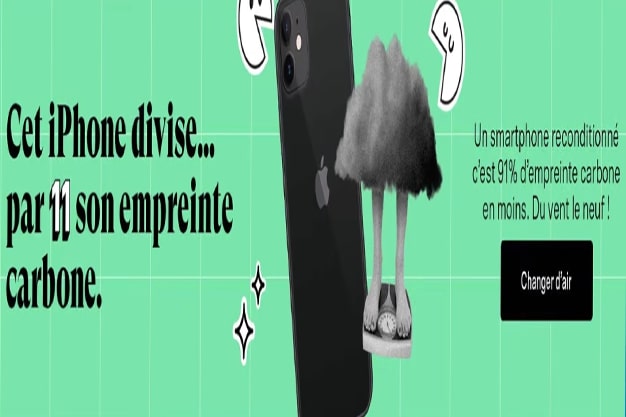 Cet iPhone divise...
par 11 son empreinte
carbone.
Un smartphone reconditionné
c'est 91% d'empreinte carbone
en moins. Du vent le neuf !
Changer d'air